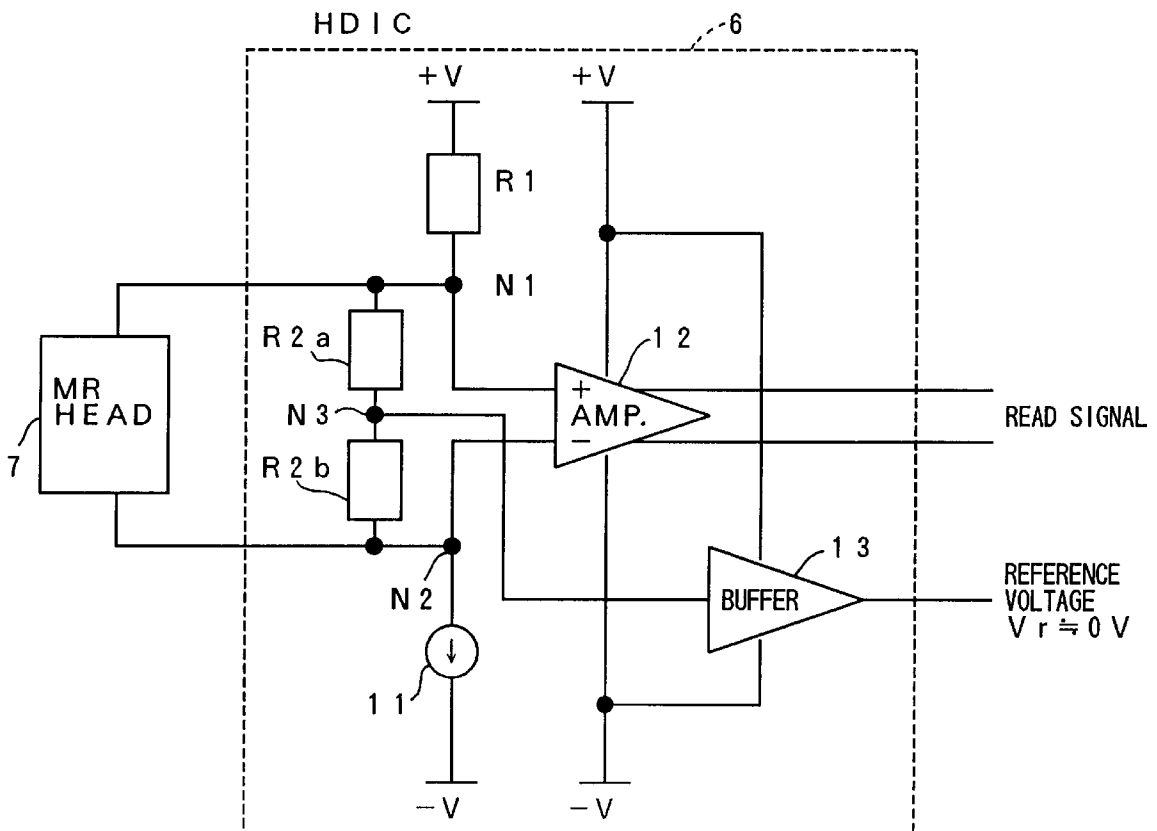 HDIC
6
+V
+V
R1
N1
R2a
12
MR
HEAD
+
AMP.
−
N3
READ SIGNAL
7
R2b
13
N2
BUFFER
REFERENCE
VOLTAGE
Vr≒0V
↓
11
−V
−V